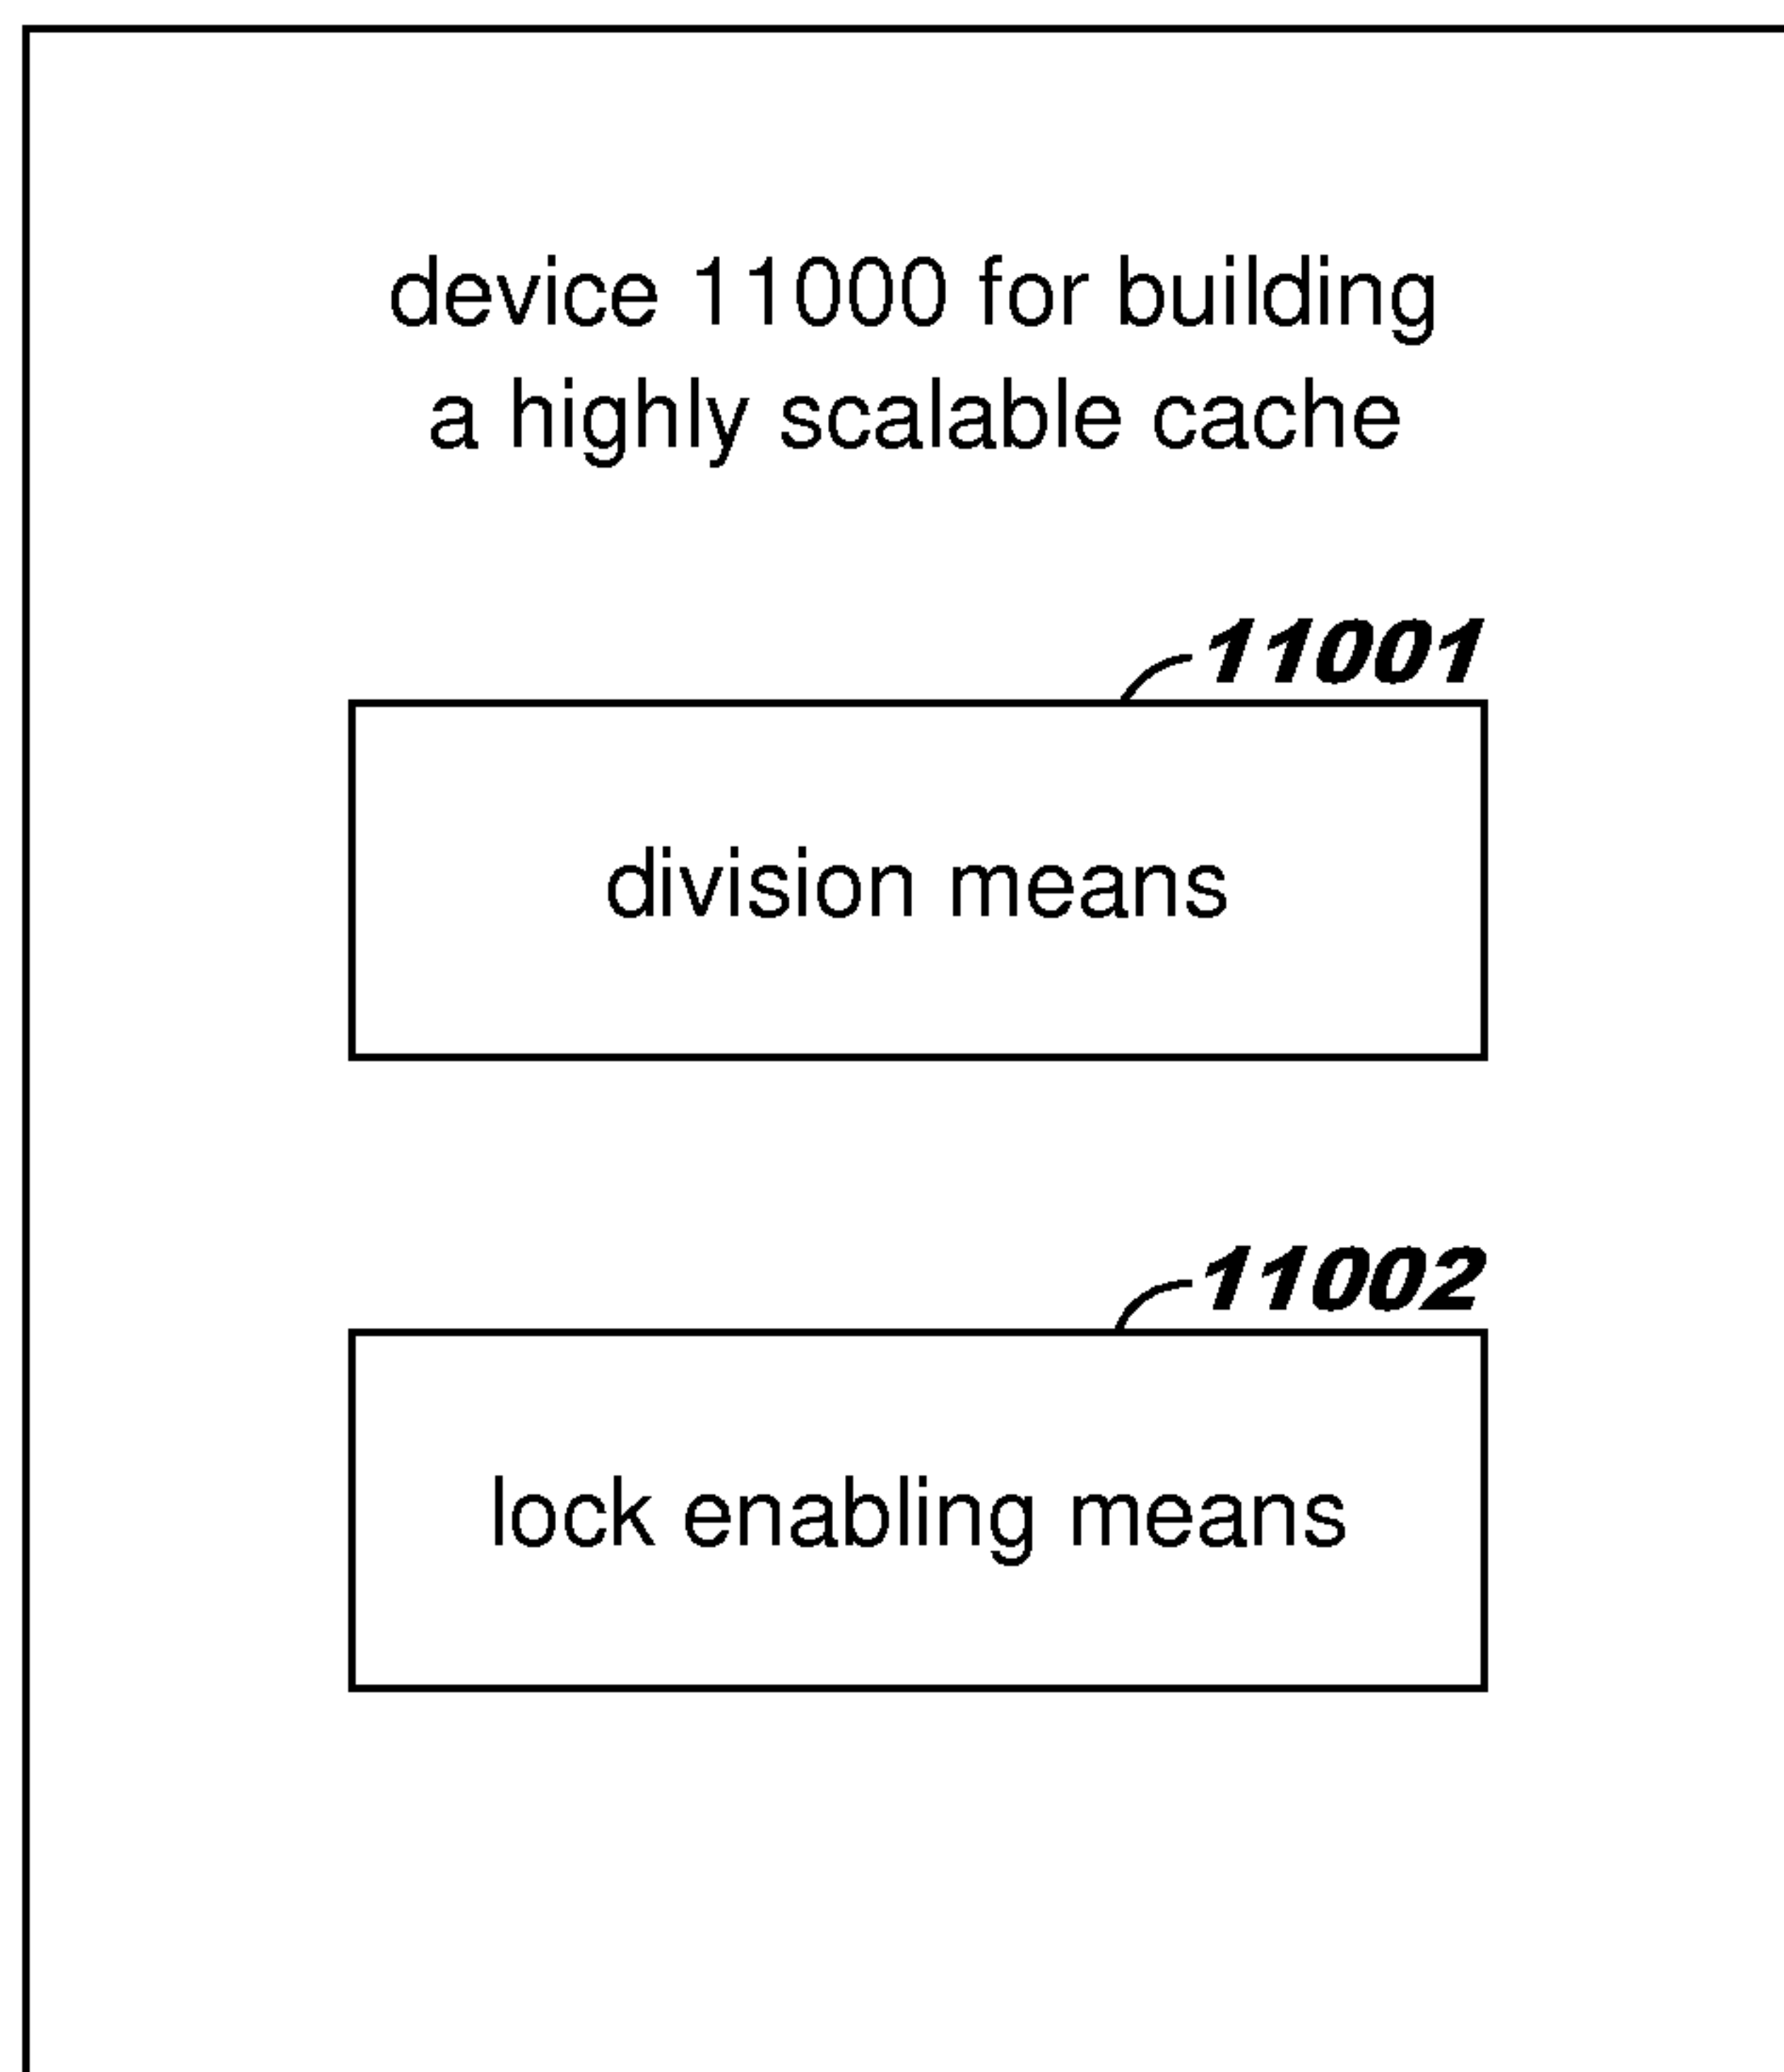 device 11000 for building
a highly scalable cache
11001
division means
11002
lock enabling means